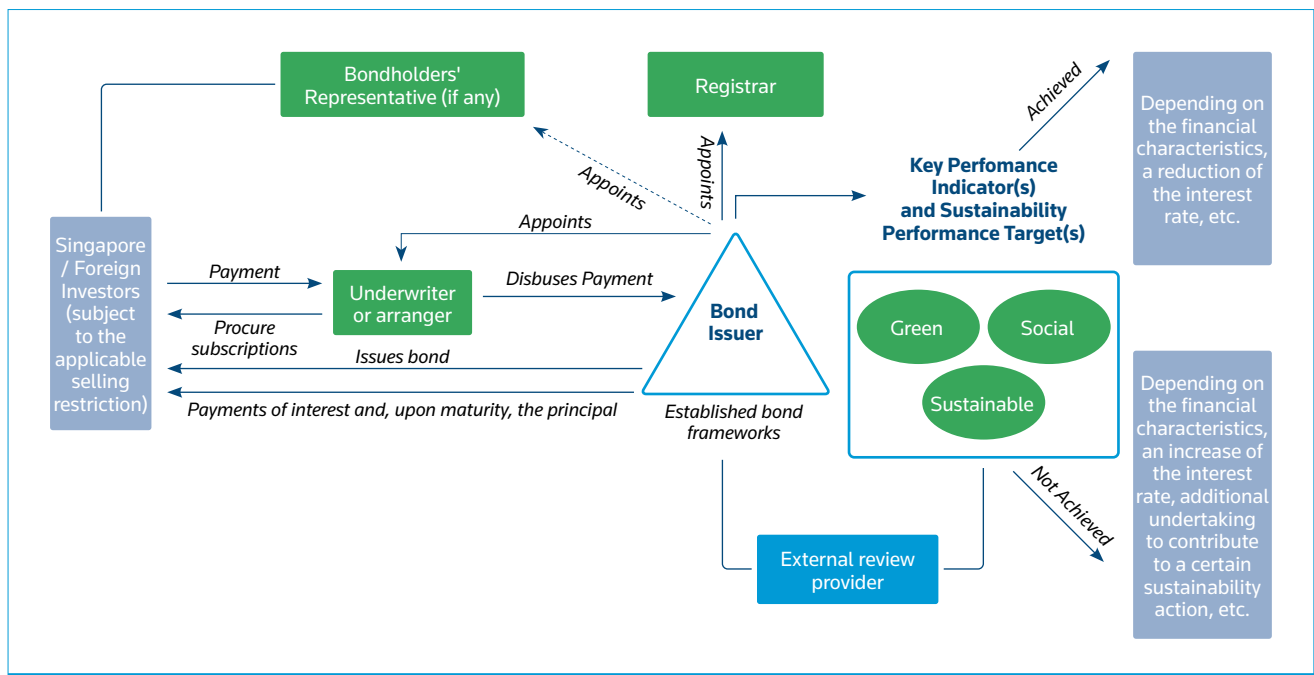 Bondholders'
Representative (if any)
Registrar
Achieved
Depending on
the financial
characteristics,
a reduction of
the interest
rate, etc.
Appoints
Appoints
Key Perfomance
Indicator(s)
and Sustainability
Performance Target(s)
Singapore
/ Foreign
Investors
(subject
to the
applicable
selling
restriction)
Appoints
Payment
Underwriter
or arranger
Disbuses Payment
Procure
subscriptions
Bond
Issuer
Green
Social
Sustainable
Issues bond
Payments of interest and, upon maturity, the principal
Established bond
frameworks
Not Achieved
Depending on
the financial
characteristics,
an increase of
the interest
rate, additional
undertaking
to contribute
to a certain
sustainability
action, etc.
External review
provider